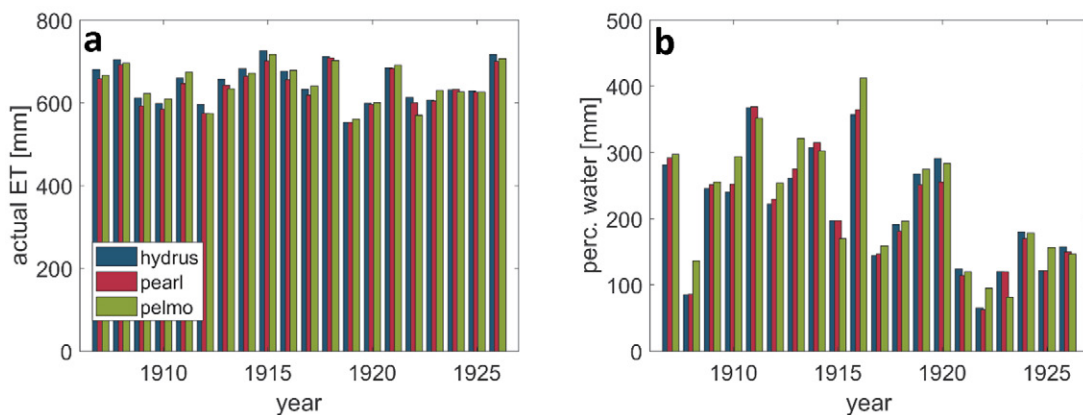 a
800
600
400
200
0
actual ET [mm]
hydrus
pearl
pelmo
1910 1915 1920 1925
year
b
500
400
300
200
100
0
perc. water [mm]
1910 1915 1920 1925
year